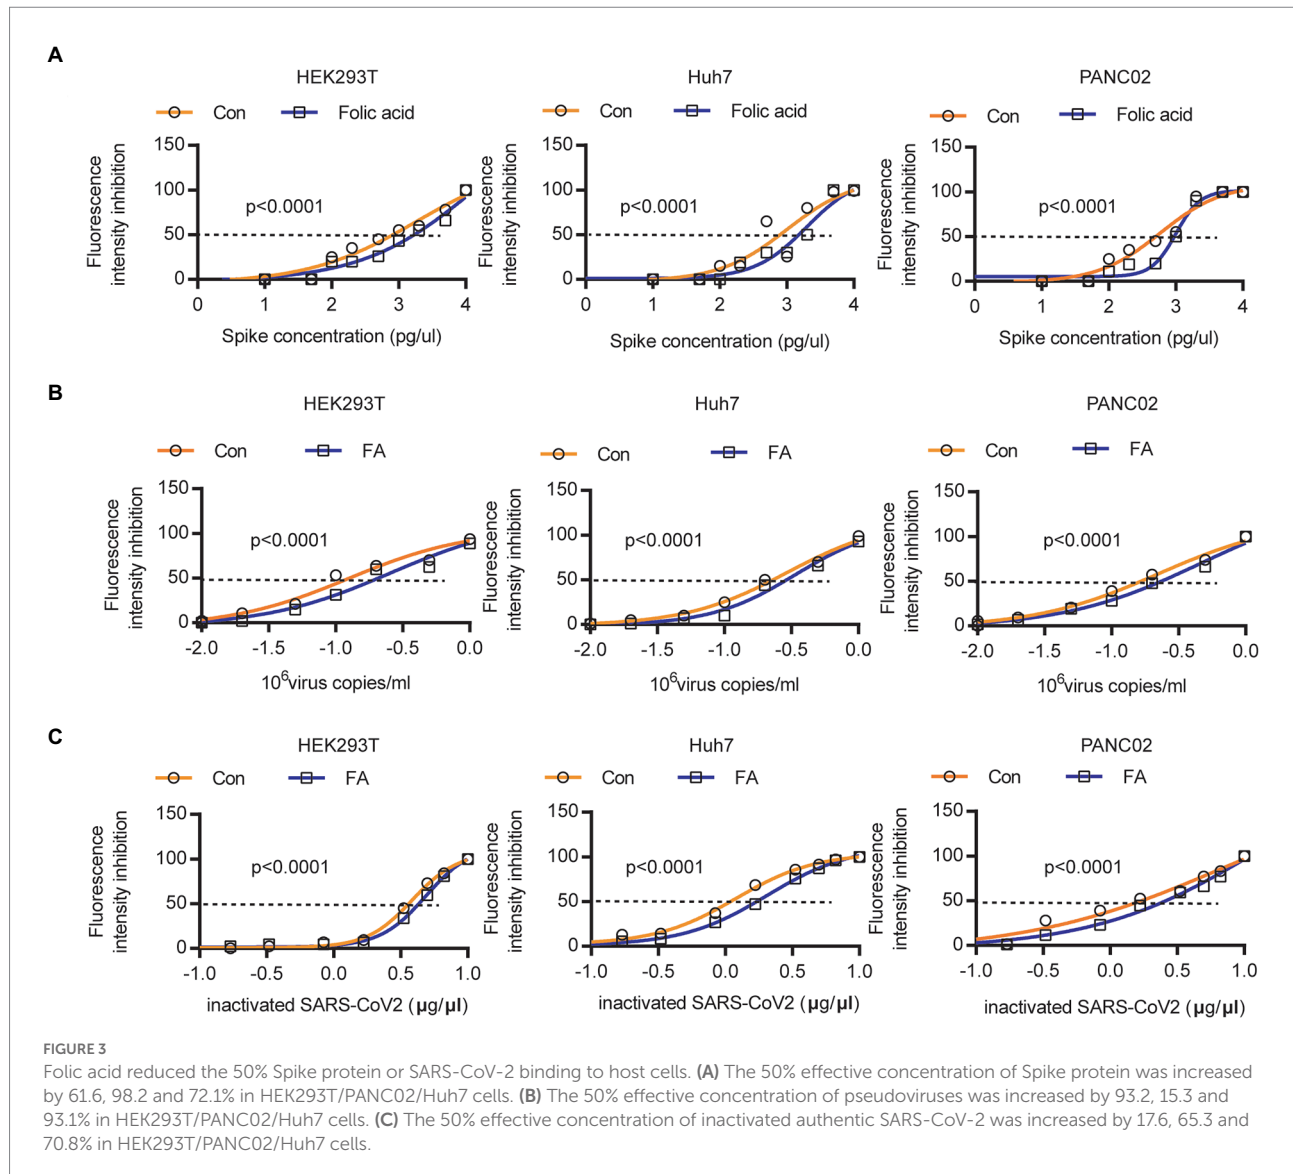 A
HEK293T
Con
Folic acid
Fluorescence
intensity inhibition
150
100
50
0
p<0.0001
0
1
2
3
4
Spike concentration (pg/ul)
Huh7
Con
Folic acid
Fluorescence
intensity inhibition
150
100
50
0
p<0.0001
0
1
2
3
4
Spike concentration (pg/ul)
PANC02
Con
Folic acid
Fluorescence
intensity inhibition
150
100
50
0
p<0.0001
0
1
2
3
4
Spike concentration (pg/ul)
B
HEK293T
Con
FA
Fluorescence
intensity inhibition
150
100
50
0
p<0.0001
-2.0
-1.5
-1.0
-0.5
0.0
10⁶virus copies/ml
Huh7
Con
FA
Fluorescence
intensity inhibition
150
100
50
0
p<0.0001
-2.0
-1.5
-1.0
-0.5
0.0
10⁶virus copies/ml
PANC02
Con
FA
Fluorescence
intensity inhibition
150
100
50
0
p<0.0001
-2.0
-1.5
-1.0
-0.5
0.0
10⁶virus copies/ml
C
HEK293T
Con
FA
Fluorescence
intensity inhibition
150
100
50
0
p<0.0001
-1.0
-0.5
0.0
0.5
1.0
inactivated SARS-CoV2 (µg/µl)
Huh7
Con
FA
Fluorescence
intensity inhibition
150
100
50
0
p<0.0001
-1.0
-0.5
0.0
0.5
1.0
inactivated SARS-CoV2 (µg/µl)
PANC02
Con
FA
Fluorescence
intensity inhibition
150
100
50
0
p<0.0001
-1.0
-0.5
0.0
0.5
1.0
inactivated SARS-CoV2 (µg/µl)
FIGURE 3
Folic acid reduced the 50% Spike protein or SARS-CoV-2 binding to host cells. (A) The 50% effective concentration of Spike protein was increased
by 61.6, 98.2 and 72.1% in HEK293T/PANC02/Huh7 cells. (B) The 50% effective concentration of pseudoviruses was increased by 93.2, 15.3 and
93.1% in HEK293T/PANC02/Huh7 cells. (C) The 50% effective concentration of inactivated authentic SARS-CoV-2 was increased by 17.6, 65.3 and
70.8% in HEK293T/PANC02/Huh7 cells.